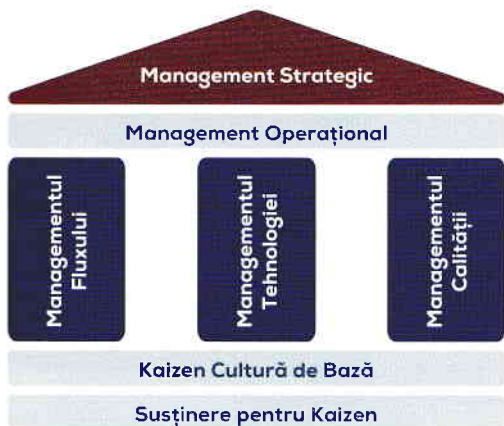 Management Strategic
Management Operațional
Managementul
Fluxului
Managementul
Tehnologiei
Managementul
Calității
Kaizen Cultură de Bază
Susținere pentru Kaizen